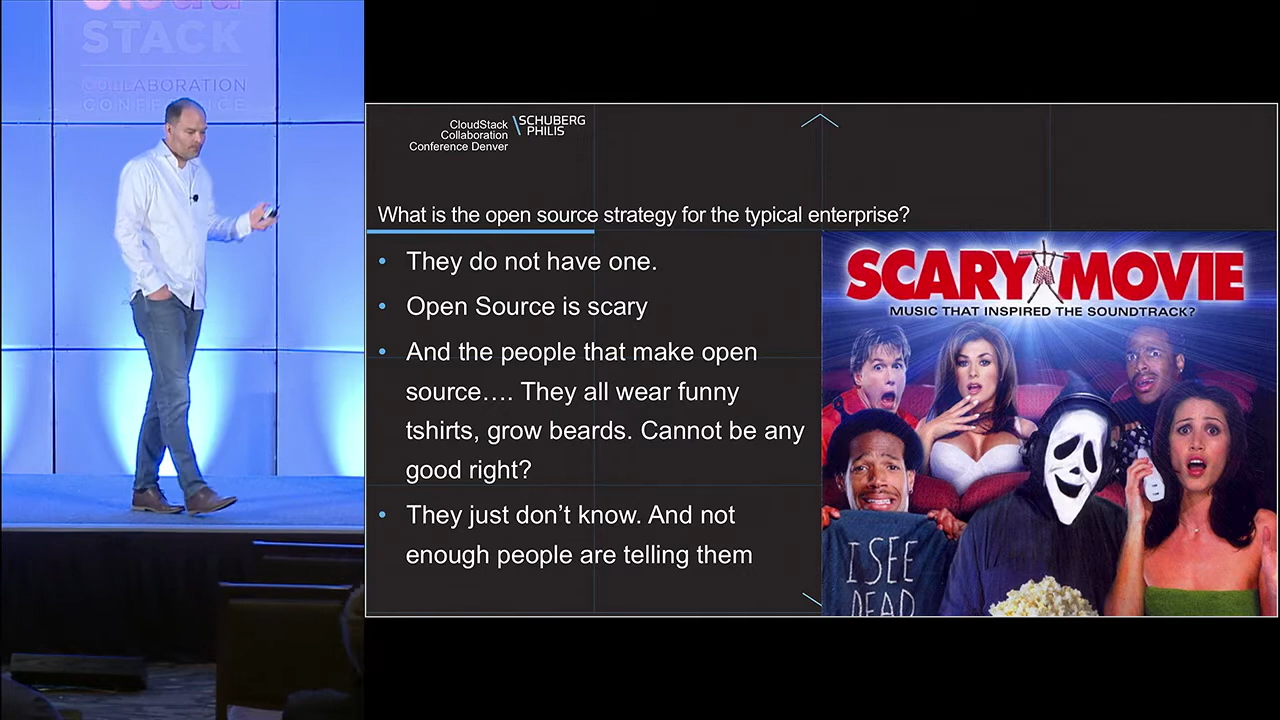 STACK
COLLABORATION
CONFERENCE
CloudStack
Collaboration
Conference Denver
SCHUBERG
PHILIS
What is the open source strategy for the typical enterprise?
• They do not have one.
• Open Source is scary
• And the people that make open
source…. They all wear funny
tshirts, grow beards. Cannot be any
good right?
• They just don’t know. And not
enough people are telling them
SCARY MOVIE
MUSIC THAT INSPIRED THE SOUNDTRACK?
I SEE
DEAD